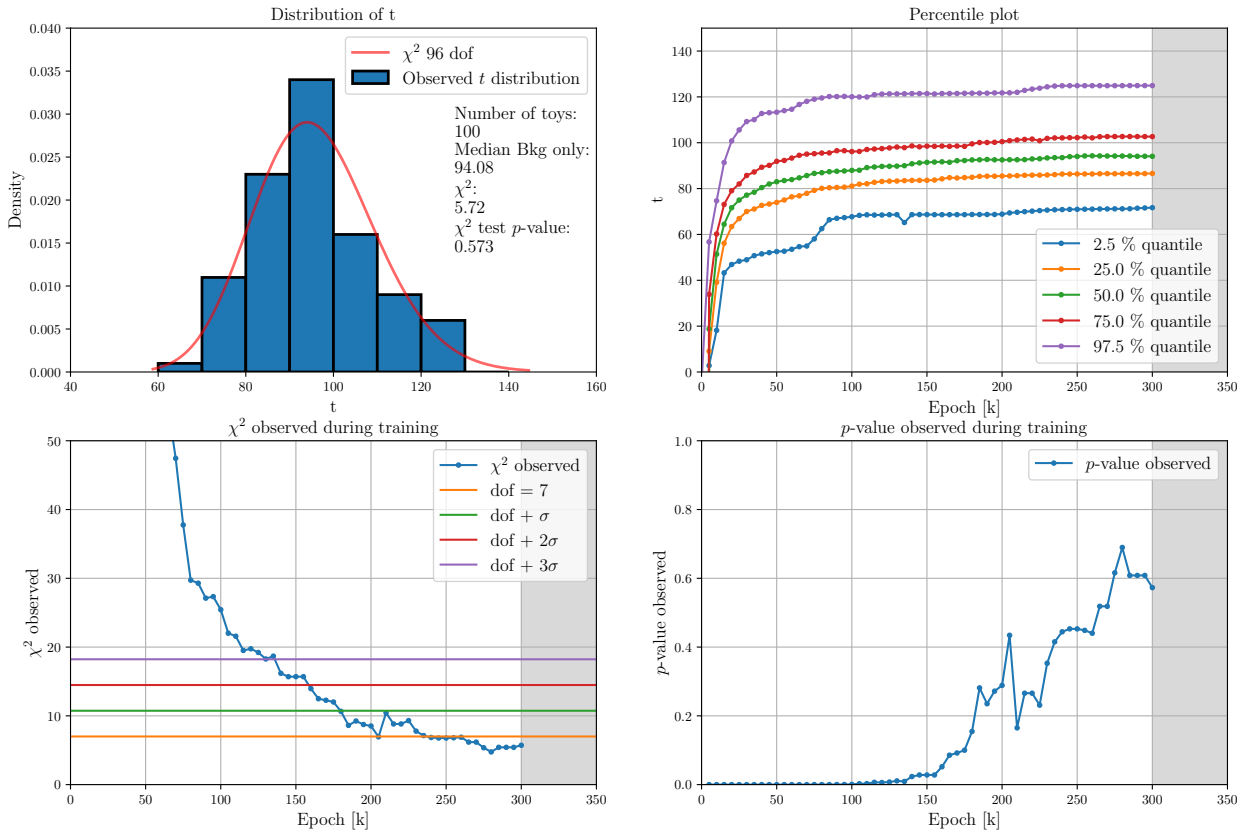 Distribution of t
0.040
0.035
0.030
0.025
0.020
0.015
0.010
0.005
0.000
Density
χ² 96 dof
Observed t distribution
Number of toys:
100
Median Bkg only:
94.08
χ²:
5.72
χ² test p-value:
0.573
40 60 80 100 120 140 160
t
Percentile plot
140
120
100
80
60
40
20
0
t
2.5 % quantile
25.0 % quantile
50.0 % quantile
75.0 % quantile
97.5 % quantile
0 50 100 150 200 250 300 350
Epoch [k]
χ² observed during training
50
40
30
20
10
0
χ² observed
χ² observed
dof = 7
dof + σ
dof + 2σ
dof + 3σ
0 50 100 150 200 250 300 350
Epoch [k]
p-value observed during training
1.0
0.8
0.6
0.4
0.2
0.0
p-value observed
p-value observed
0 50 100 150 200 250 300 350
Epoch [k]